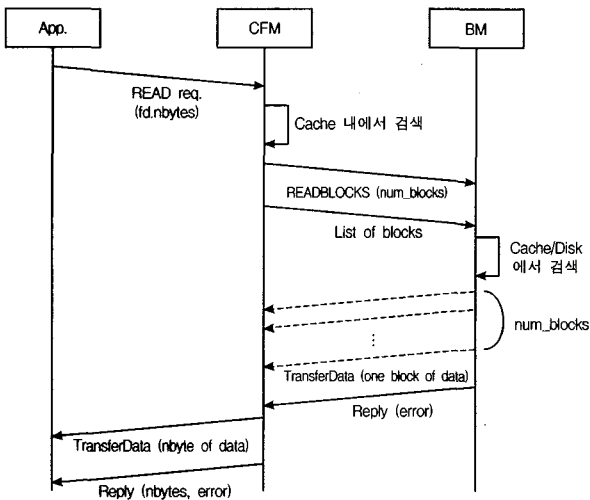 App.
CFM
BM
READ req.
(fd.nbytes)
Cache 내에서 검색
READBLOCKS (num_blocks)
List of blocks
Cache/Disk
에서 검색
num_blocks
⋮
TransferData (one block of data)
Reply (error)
TransferData (nbyte of data)
Reply (nbytes, error)